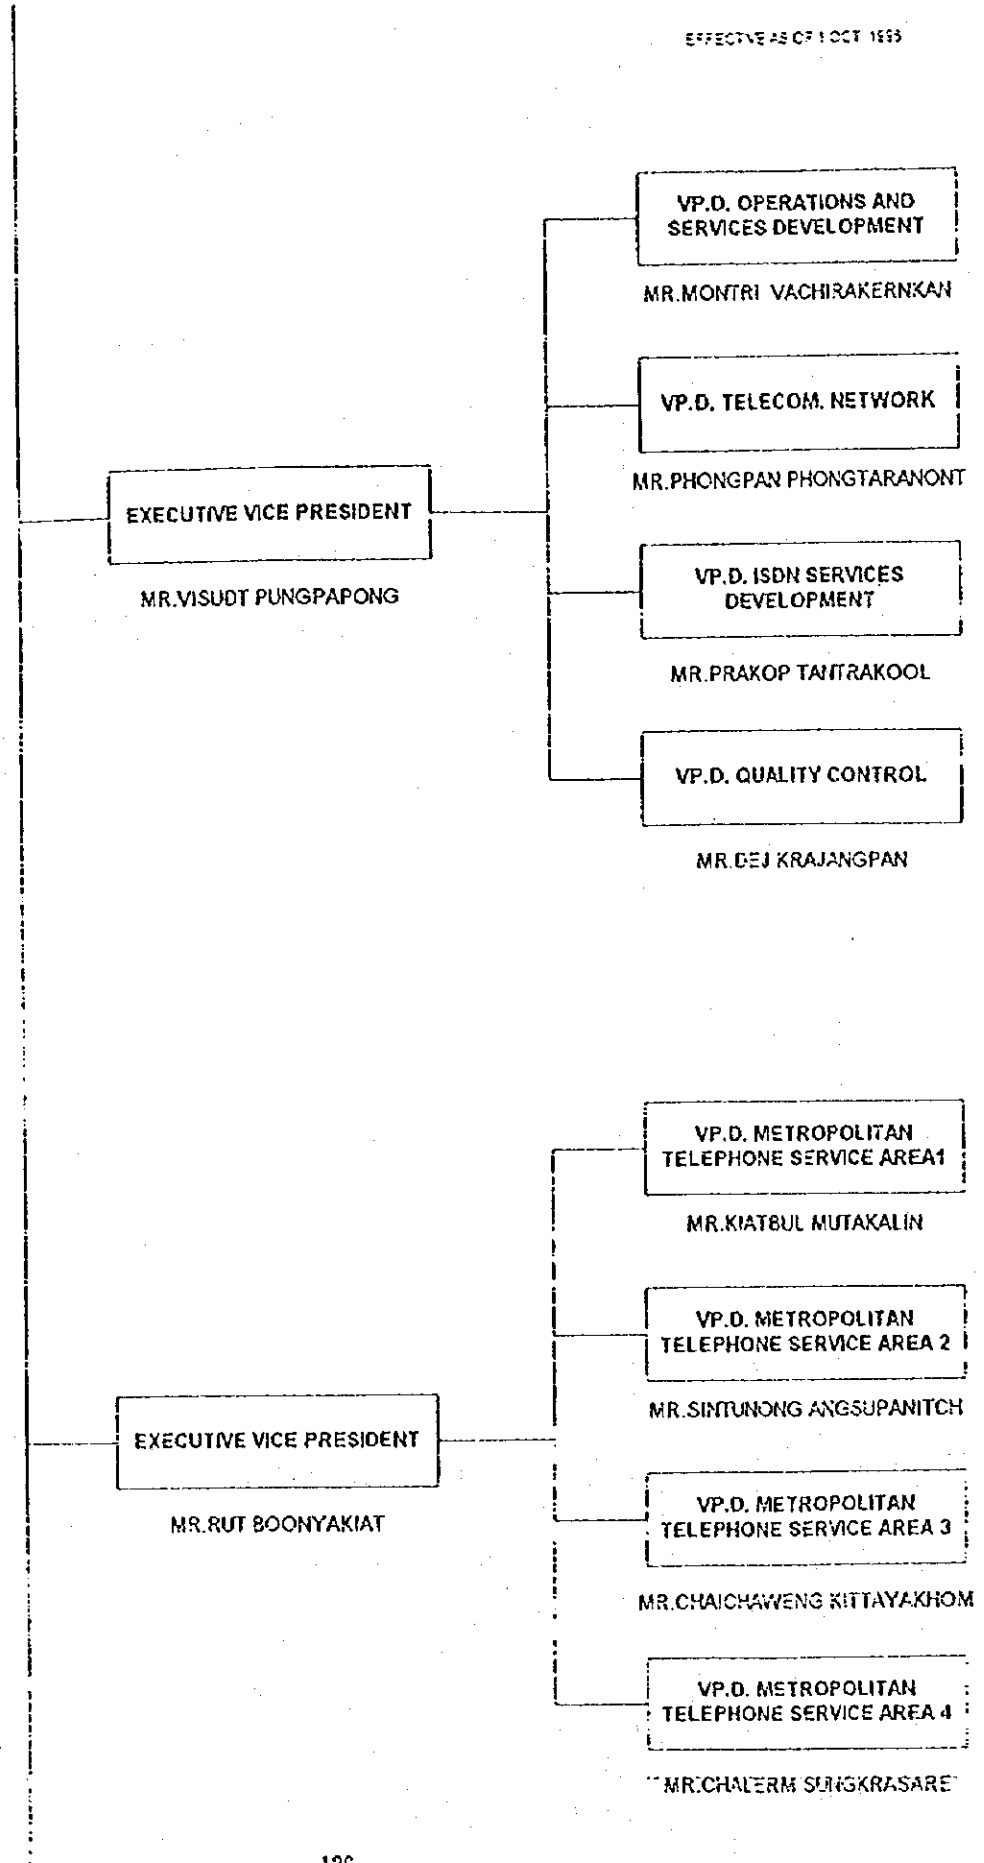 EFFECTIVE AS OF 1 OCT
VP.D. OPERATIONS AND
SERVICES DEVELOPMENT
MR.MONTRI VACHIRAKERNKAN
VP.D. TELECOM. NETWORK
MR.PHONGPAN PHONGTARANONT
EXECUTIVE VICE PRESIDENT
MR.VISUDT PUNGPAPONG
VP.D. ISDN SERVICES
DEVELOPMENT
MR.PRAKOP TANTRAKOOL
VP.D. QUALITY CONTROL
MR.DEJ KRAJANGPAN
VP.D. METROPOLITAN
TELEPHONE SERVICE AREA1
MR.KIATBUL MUTAKALIN
VP.D. METROPOLITAN
TELEPHONE SERVICE AREA 2
MR.SINTUNONG ANGSUPANITCH
EXECUTIVE VICE PRESIDENT
MR.RUT BOONYAKIAT
VP.D. METROPOLITAN
TELEPHONE SERVICE AREA 3
MR.CHAICHAWENG KITTAYAKHOM
VP.D. METROPOLITAN
TELEPHONE SERVICE AREA 4
MR.CHALERM SUNGKRASARE